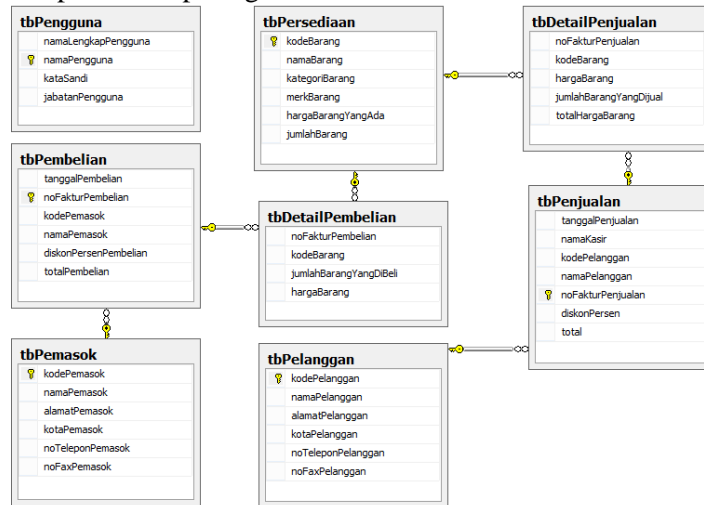 tbPengguna
namaLengkapPengguna
namaPengguna
kataSandi
jabatanPengguna
tbPersediaan
kodeBarang
namaBarang
kategoriBarang
merkBarang
hargaBarangYangAda
jumlahBarang
tbDetailPenjualan
noFakturPenjualan
kodeBarang
hargaBarang
jumlahBarangYangDijual
totalHargaBarang
tbPembelian
tanggalPembelian
noFakturPembelian
kodePemasok
namaPemasok
diskonPersenPembelian
totalPembelian
tbDetailPembelian
noFakturPembelian
kodeBarang
jumlahBarangYangDiBeli
hargaBarang
tbPenjualan
tanggalPenjualan
namaKasir
kodePelanggan
namaPelanggan
noFakturPenjualan
diskonPersen
total
tbPemasok
kodePemasok
namaPemasok
alamatPemasok
kotaPemasok
noTeleponPemasok
noFaxPemasok
tbPelanggan
kodePelanggan
namaPelanggan
alamatPelanggan
kotaPelanggan
noTeleponPelanggan
noFaxPelanggan